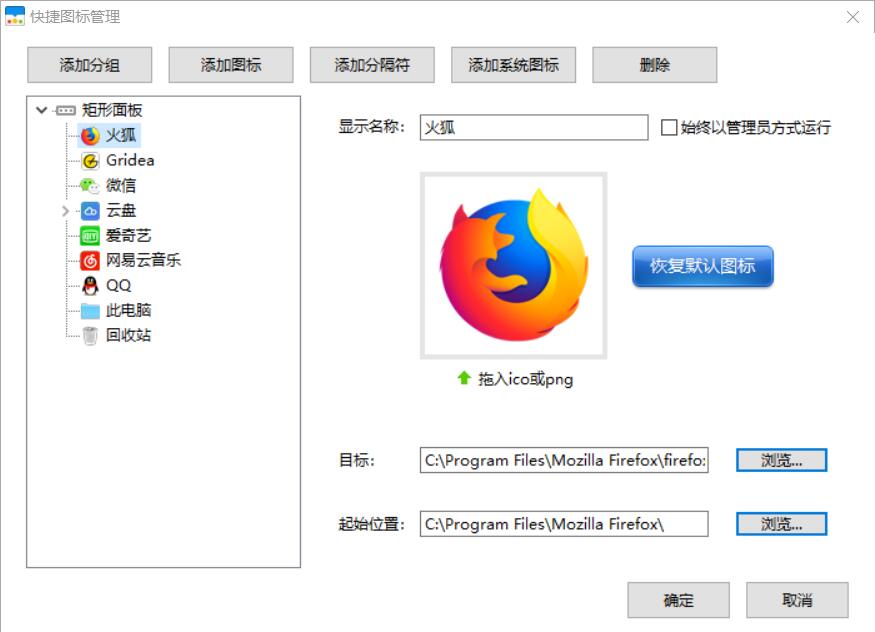 快捷图标管理
添加分组 添加图标 添加分隔符 添加系统图标 删除
矩形面板
火狐
Gridea
微信
云盘
爱奇艺
网易云音乐
QQ
此电脑
回收站
显示名称: 火狐 始终以管理员方式运行
恢复默认图标
拖入ico或png
目标: C:\Program Files\Mozilla Firefox\firefo 浏览...
起始位置: C:\Program Files\Mozilla Firefox\ 浏览...
确定 取消